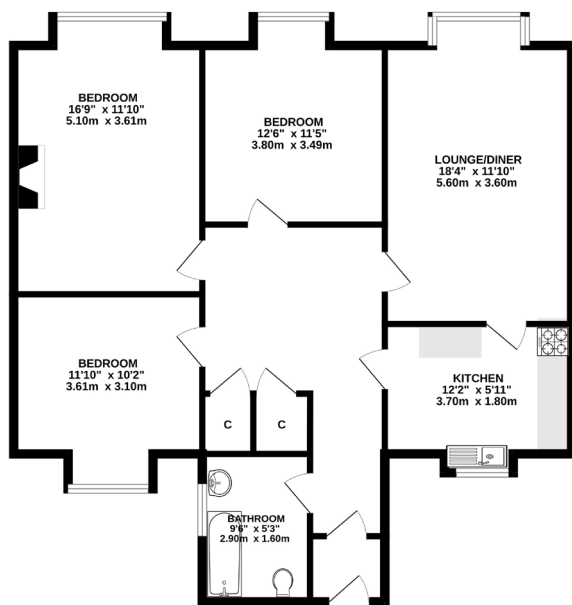 BEDROOM
16'9" x 11'10"
5.10m x 3.61m
BEDROOM
12'6" x 11'5"
3.80m x 3.49m
LOUNGE/DINER
18'4" x 11'10"
5.60m x 3.60m
BEDROOM
11'10" x 10'2"
3.61m x 3.10m
KITCHEN
12'2" x 5'11"
3.70m x 1.80m
C
C
BATHROOM
9'6" x 5'3"
2.90m x 1.60m